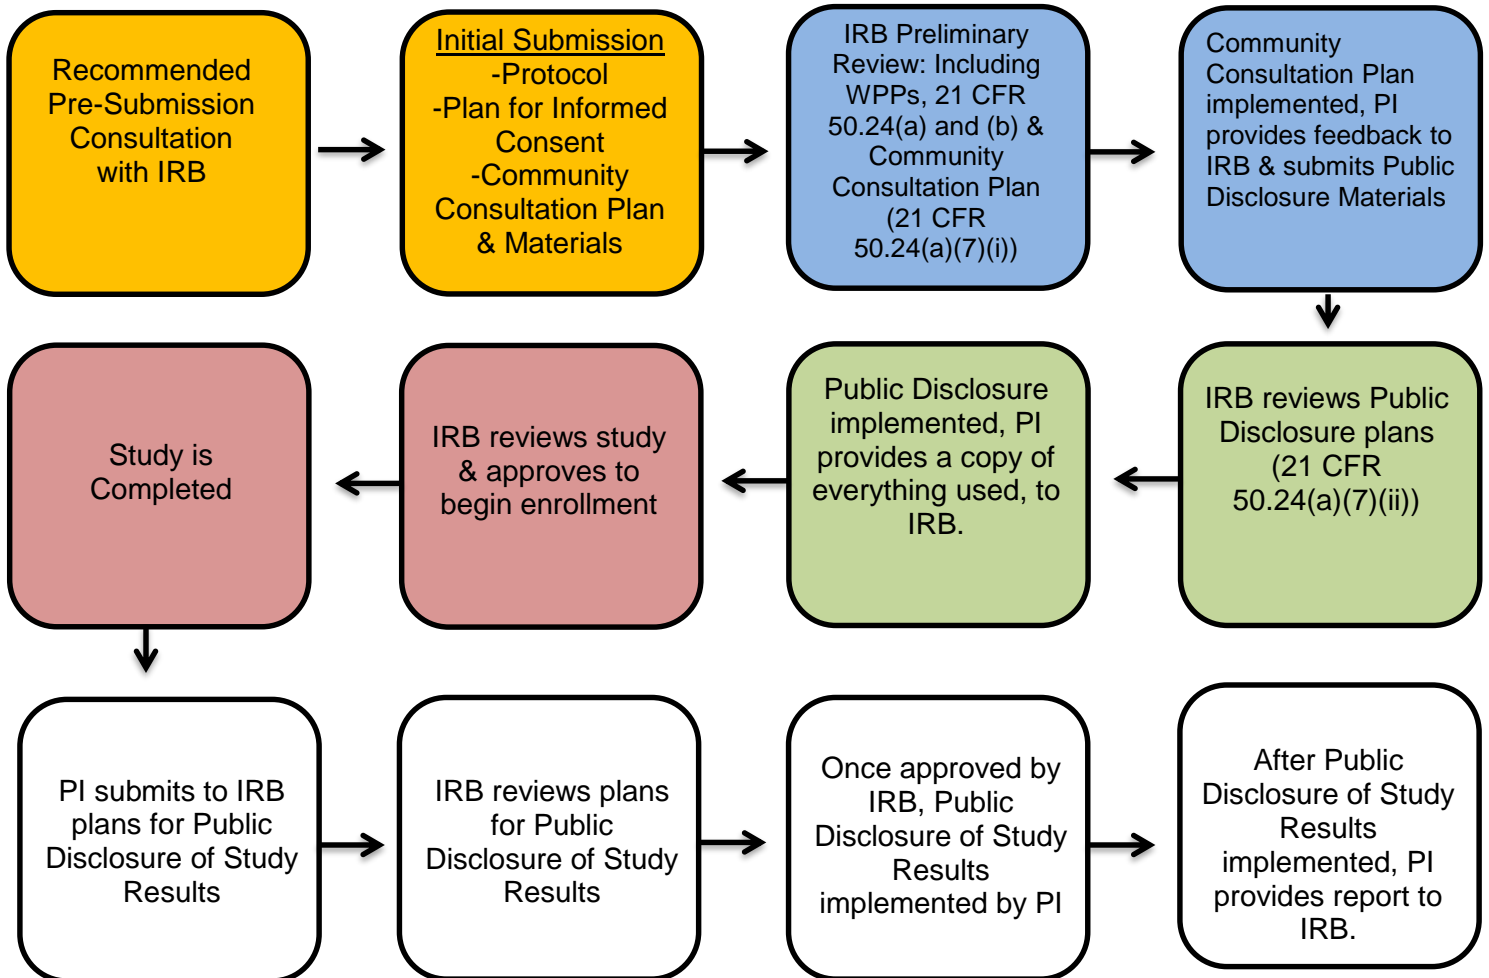 Recommended
Pre-Submission
Consultation
with IRB
Initial Submission
-Protocol
-Plan for Informed
Consent
-Community
Consultation Plan
& Materials
IRB Preliminary
Review: Including
WPPs, 21 CFR
50.24(a) and (b) &
Community
Consultation Plan
(21 CFR
50.24(a)(7)(i))
Community
Consultation Plan
implemented, PI
provides feedback to
IRB & submits Public
Disclosure Materials
IRB reviews Public
Disclosure plans
(21 CFR
50.24(a)(7)(ii))
Public Disclosure
implemented, PI
provides a copy of
everything used, to
IRB.
IRB reviews study
& approves to
begin enrollment
Study is
Completed
PI submits to IRB
plans for Public
Disclosure of Study
Results
IRB reviews plans
for Public
Disclosure of Study
Results
Once approved by
IRB, Public
Disclosure of Study
Results
implemented by PI
After Public
Disclosure of Study
Results
implemented, PI
provides report to
IRB.